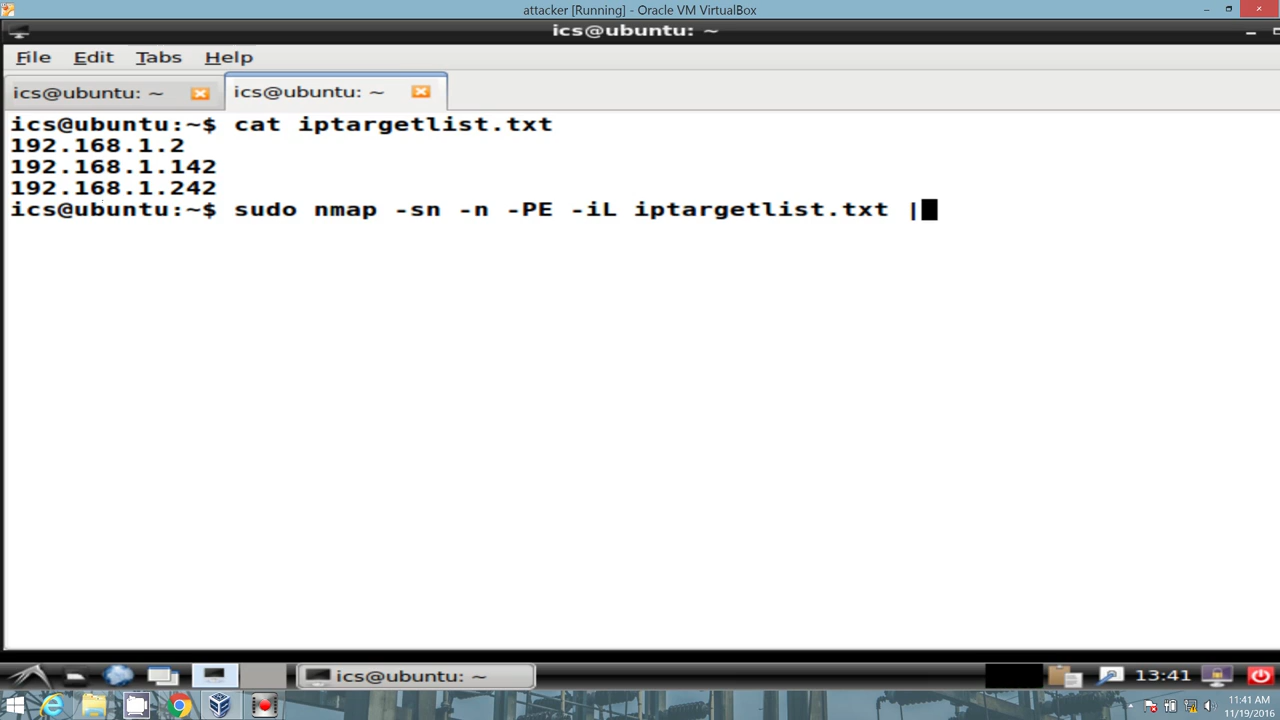 attacker [Running] - Oracle VM VirtualBox
ics@ubuntu: ~
File Edit Tabs Help
ics@ubuntu: ~ ics@ubuntu: ~
ics@ubuntu:~$ cat iptargetlist.txt
192.168.1.2
192.168.1.142
192.168.1.242
ics@ubuntu:~$ sudo nmap -sn -n -PE -iL iptargetlist.txt |
ics@ubuntu: ~ 13:41
11:41 AM
11/19/2016